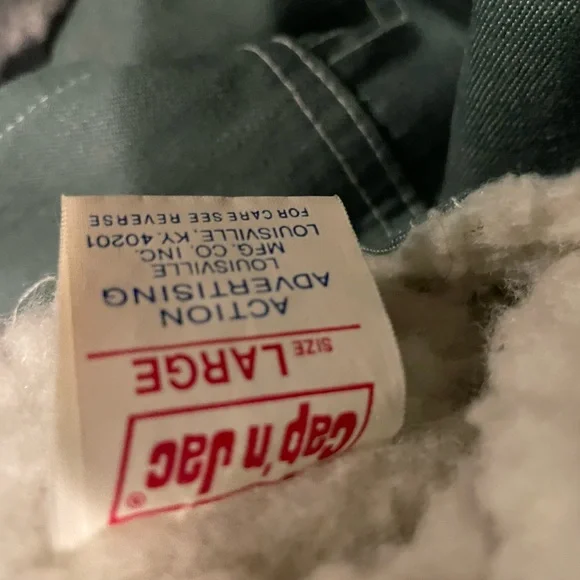 Cap'n Jac®
SIZE LARGE
ACTION
ADVERTISING
LOUISVILLE
MFG. CO. INC.
LOUISVILLE, KY. 40201
FOR CARE SEE REVERSE